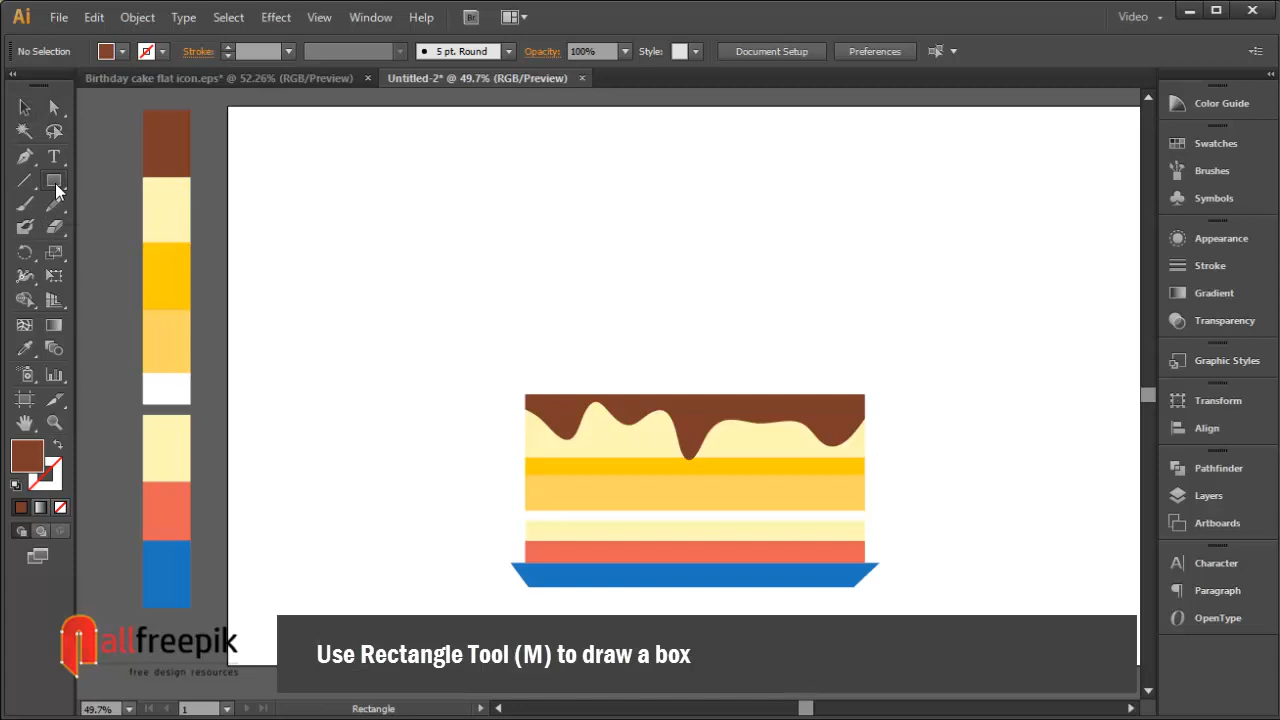 Ai File Edit Object Type Select Effect View Window Help Br Video
No Selection Stroke: 5 pt. Round Opacity: 100% Style: Document Setup Preferences
Birthday cake flat icon.eps* @ 52.26% (RGB/Preview) × Untitled-2* @ 49.7% (RGB/Preview) ×
Color Guide
Swatches
Brushes
Symbols
Appearance
Stroke
Gradient
Transparency
Graphic Styles
Transform
Align
Pathfinder
Layers
Artboards
Character
Paragraph
OpenType
allfreepik
free design resources
Use Rectangle Tool (M) to draw a box
49.7% 1 Rectangle